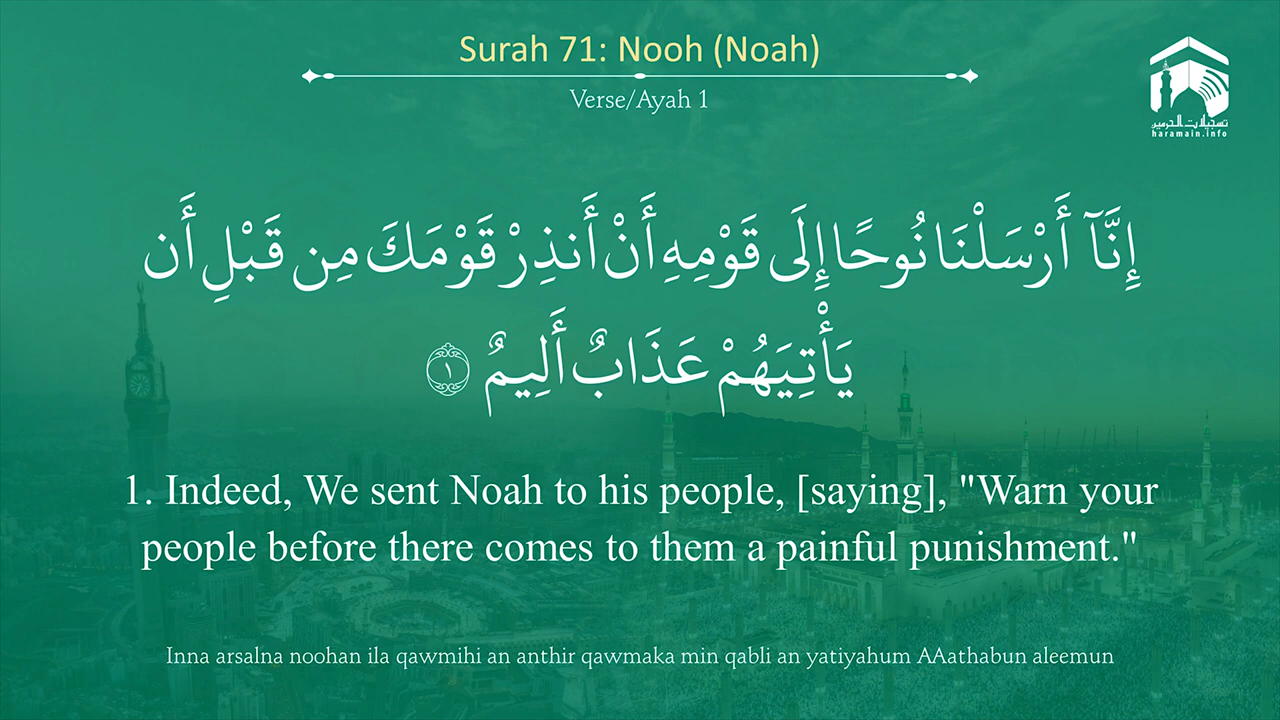 Surah 71: Nooh (Noah)
Verse/Ayah 1
تسجيلات الحرمين
haramain.info
إِنَّآ أَرْسَلْنَا نُوحًا إِلَى قَوْمِهِ أَنْ أَنذِرْ قَوْمَكَ مِن قَبْلِ أَن
يَأْتِيَهُمْ عَذَابٌ أَلِيمٌ ١
1. Indeed, We sent Noah to his people, [saying], "Warn your
people before there comes to them a painful punishment."
Inna arsalna noohan ila qawmihi an anthir qawmaka min qabli an yatiyahum AAathabun aleemun